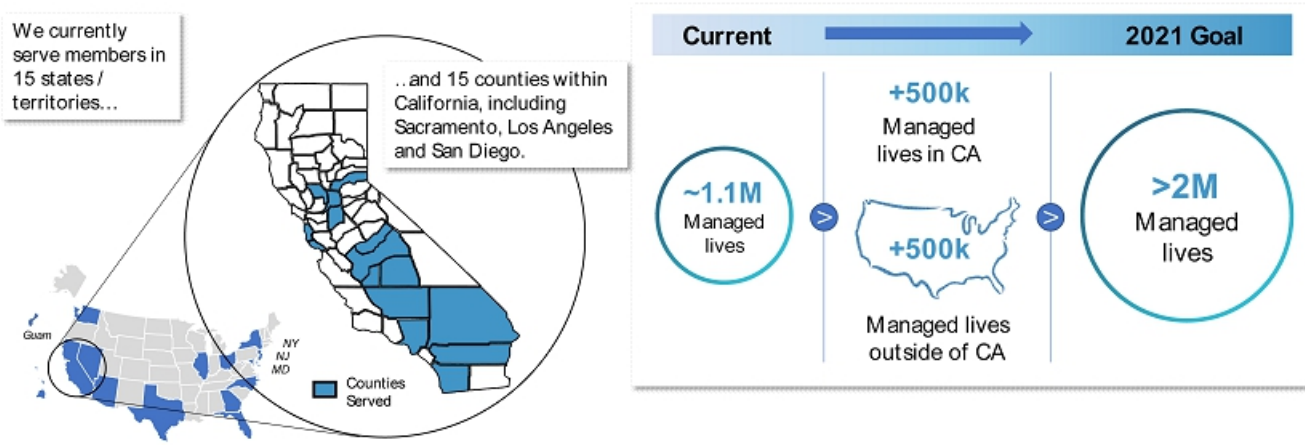 We currently
serve members in
15 states /
territories...
...and 15 counties within
California, including
Sacramento, Los Angeles
and San Diego.
Guam
NY
NJ
MD
Counties
Served
Current
2021 Goal
~1.1M
Managed
lives
>
+500k
Managed
lives in CA
+500k
Managed lives
outside of CA
>
>2M
Managed
lives